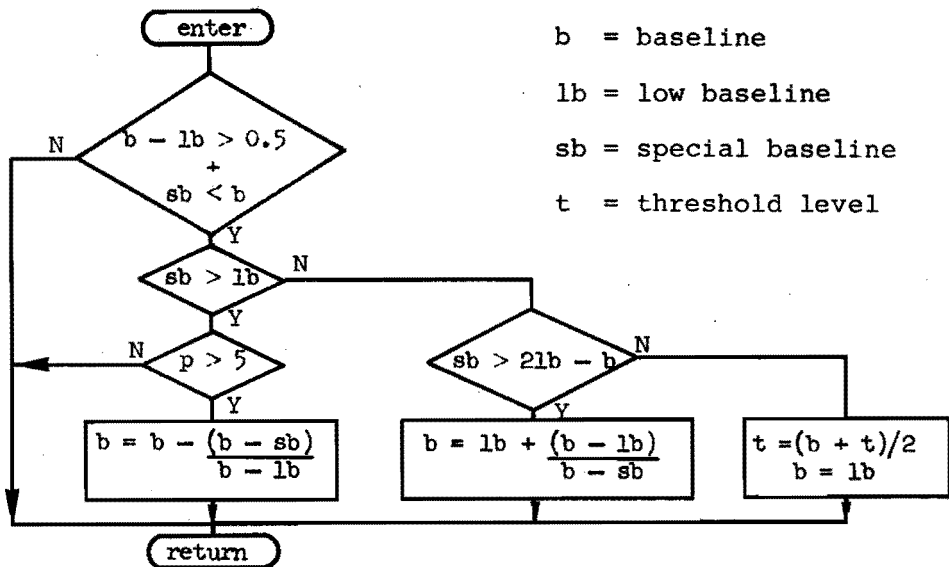 enter
b = baseline
lb = low baseline
sb = special baseline
t = threshold level
N
b - lb > 0.5
+
sb < b
Y
sb > lb
N
Y
N
p > 5
Y
sb > 2lb - b
N
Y
b = b - (b - sb)
b - lb
b = lb + (b - lb)
b - sb
t = (b + t)/2
b = lb
return